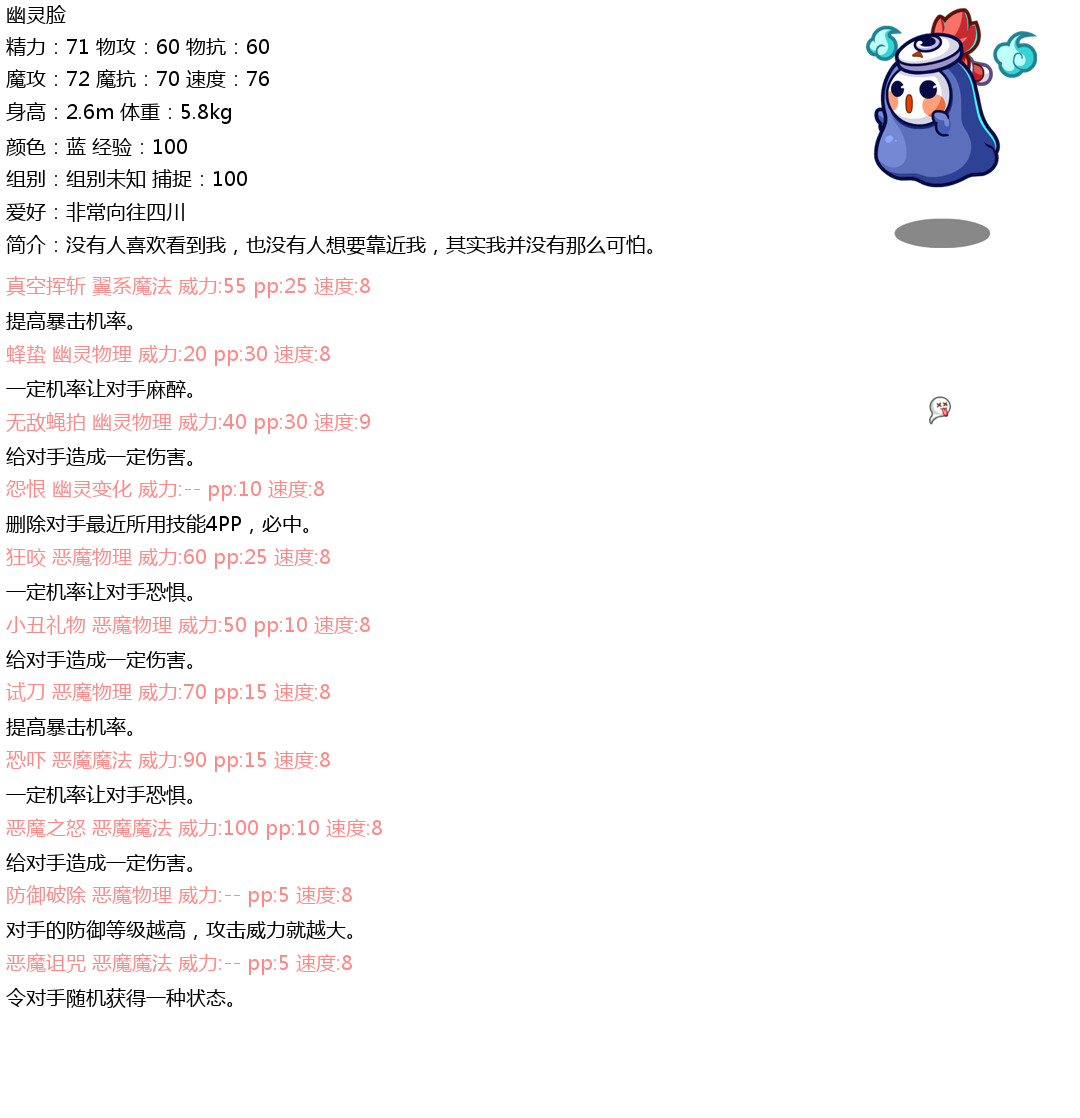 幽灵脸
精力：71 物攻：60 物抗：60
魔攻：72 魔抗：70 速度：76
身高：2.6m 体重：5.8kg
颜色：蓝 经验：100
组别：组别未知 捕捉：100
爱好：非常向往四川
简介：没有人喜欢看到我，也没有人想要靠近我，其实我并没有那么可怕。
真空挥斩 翼系魔法 威力:55 pp:25 速度:8
提高暴击机率。
蜂蛰 幽灵物理 威力:20 pp:30 速度:8
一定机率让对手麻醉。
无敌蝇拍 幽灵物理 威力:40 pp:30 速度:9
给对手造成一定伤害。
怨恨 幽灵变化 威力:-- pp:10 速度:8
删除对手最近所用技能4PP，必中。
狂咬 恶魔物理 威力:60 pp:25 速度:8
一定机率让对手恐惧。
小丑礼物 恶魔物理 威力:50 pp:10 速度:8
给对手造成一定伤害。
试刀 恶魔物理 威力:70 pp:15 速度:8
提高暴击机率。
恐吓 恶魔魔法 威力:90 pp:15 速度:8
一定机率让对手恐惧。
恶魔之怒 恶魔魔法 威力:100 pp:10 速度:8
给对手造成一定伤害。
防御破除 恶魔物理 威力:-- pp:5 速度:8
对手的防御等级越高，攻击威力就越大。
恶魔诅咒 恶魔魔法 威力:-- pp:5 速度:8
令对手随机获得一种状态。